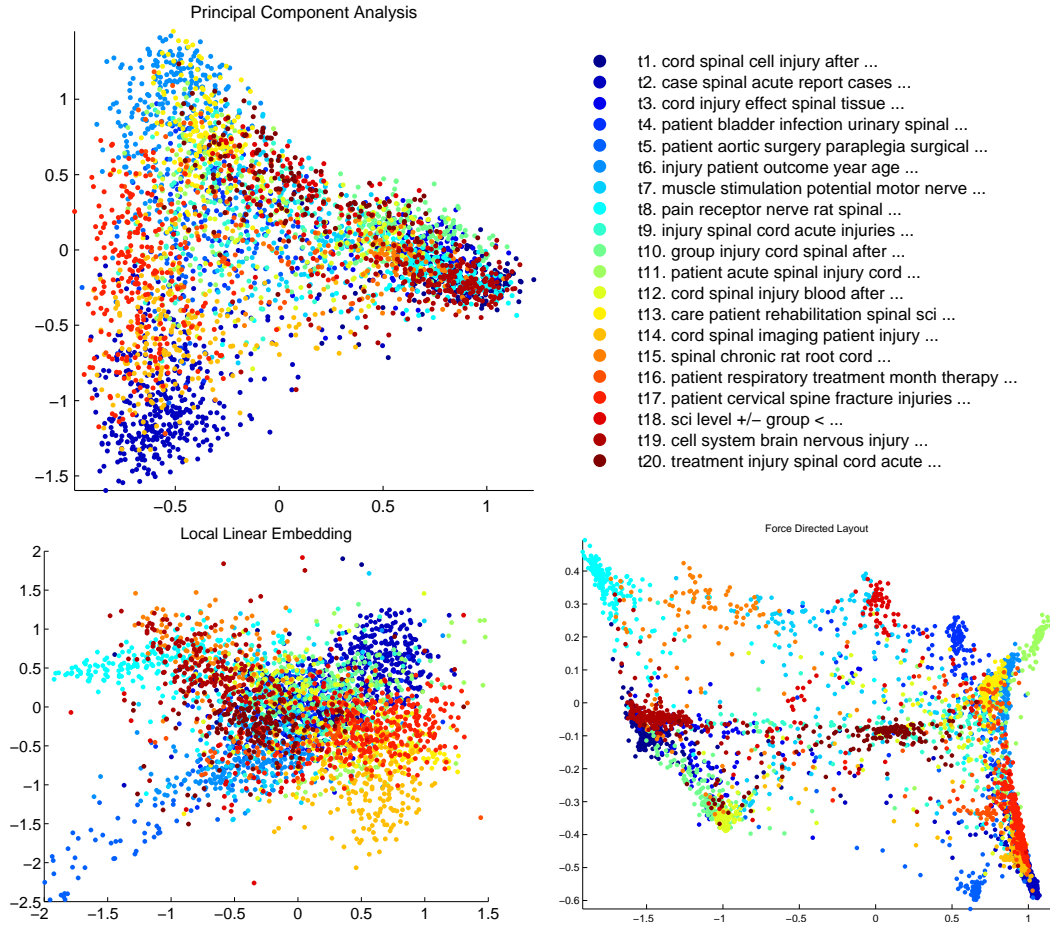 Principal Component Analysis
1
0.5
0
−0.5
−1
−1.5
−0.5
0
0.5
1
t1. cord spinal cell injury after ...
t2. case spinal acute report cases ...
t3. cord injury effect spinal tissue ...
t4. patient bladder infection urinary spinal ...
t5. patient aortic surgery paraplegia surgical ...
t6. injury patient outcome year age ...
t7. muscle stimulation potential motor nerve ...
t8. pain receptor nerve rat spinal ...
t9. injury spinal cord acute injuries ...
t10. group injury cord spinal after ...
t11. patient acute spinal injury cord ...
t12. cord spinal injury blood after ...
t13. care patient rehabilitation spinal sci ...
t14. cord spinal imaging patient injury ...
t15. spinal chronic rat root cord ...
t16. patient respiratory treatment month therapy ...
t17. patient cervical spine fracture injuries ...
t18. sci level +/− group < ...
t19. cell system brain nervous injury ...
t20. treatment injury spinal cord acute ...
Local Linear Embedding
2
1.5
1
0.5
0
−0.5
−1
−1.5
−2
−2.5
−2
−1.5
−1
−0.5
0
0.5
1
1.5
Force Directed Layout
0.4
0.3
0.2
0.1
0
−0.1
−0.2
−0.3
−0.4
−0.5
−0.6
−1.5
−1
−0.5
0
0.5
1